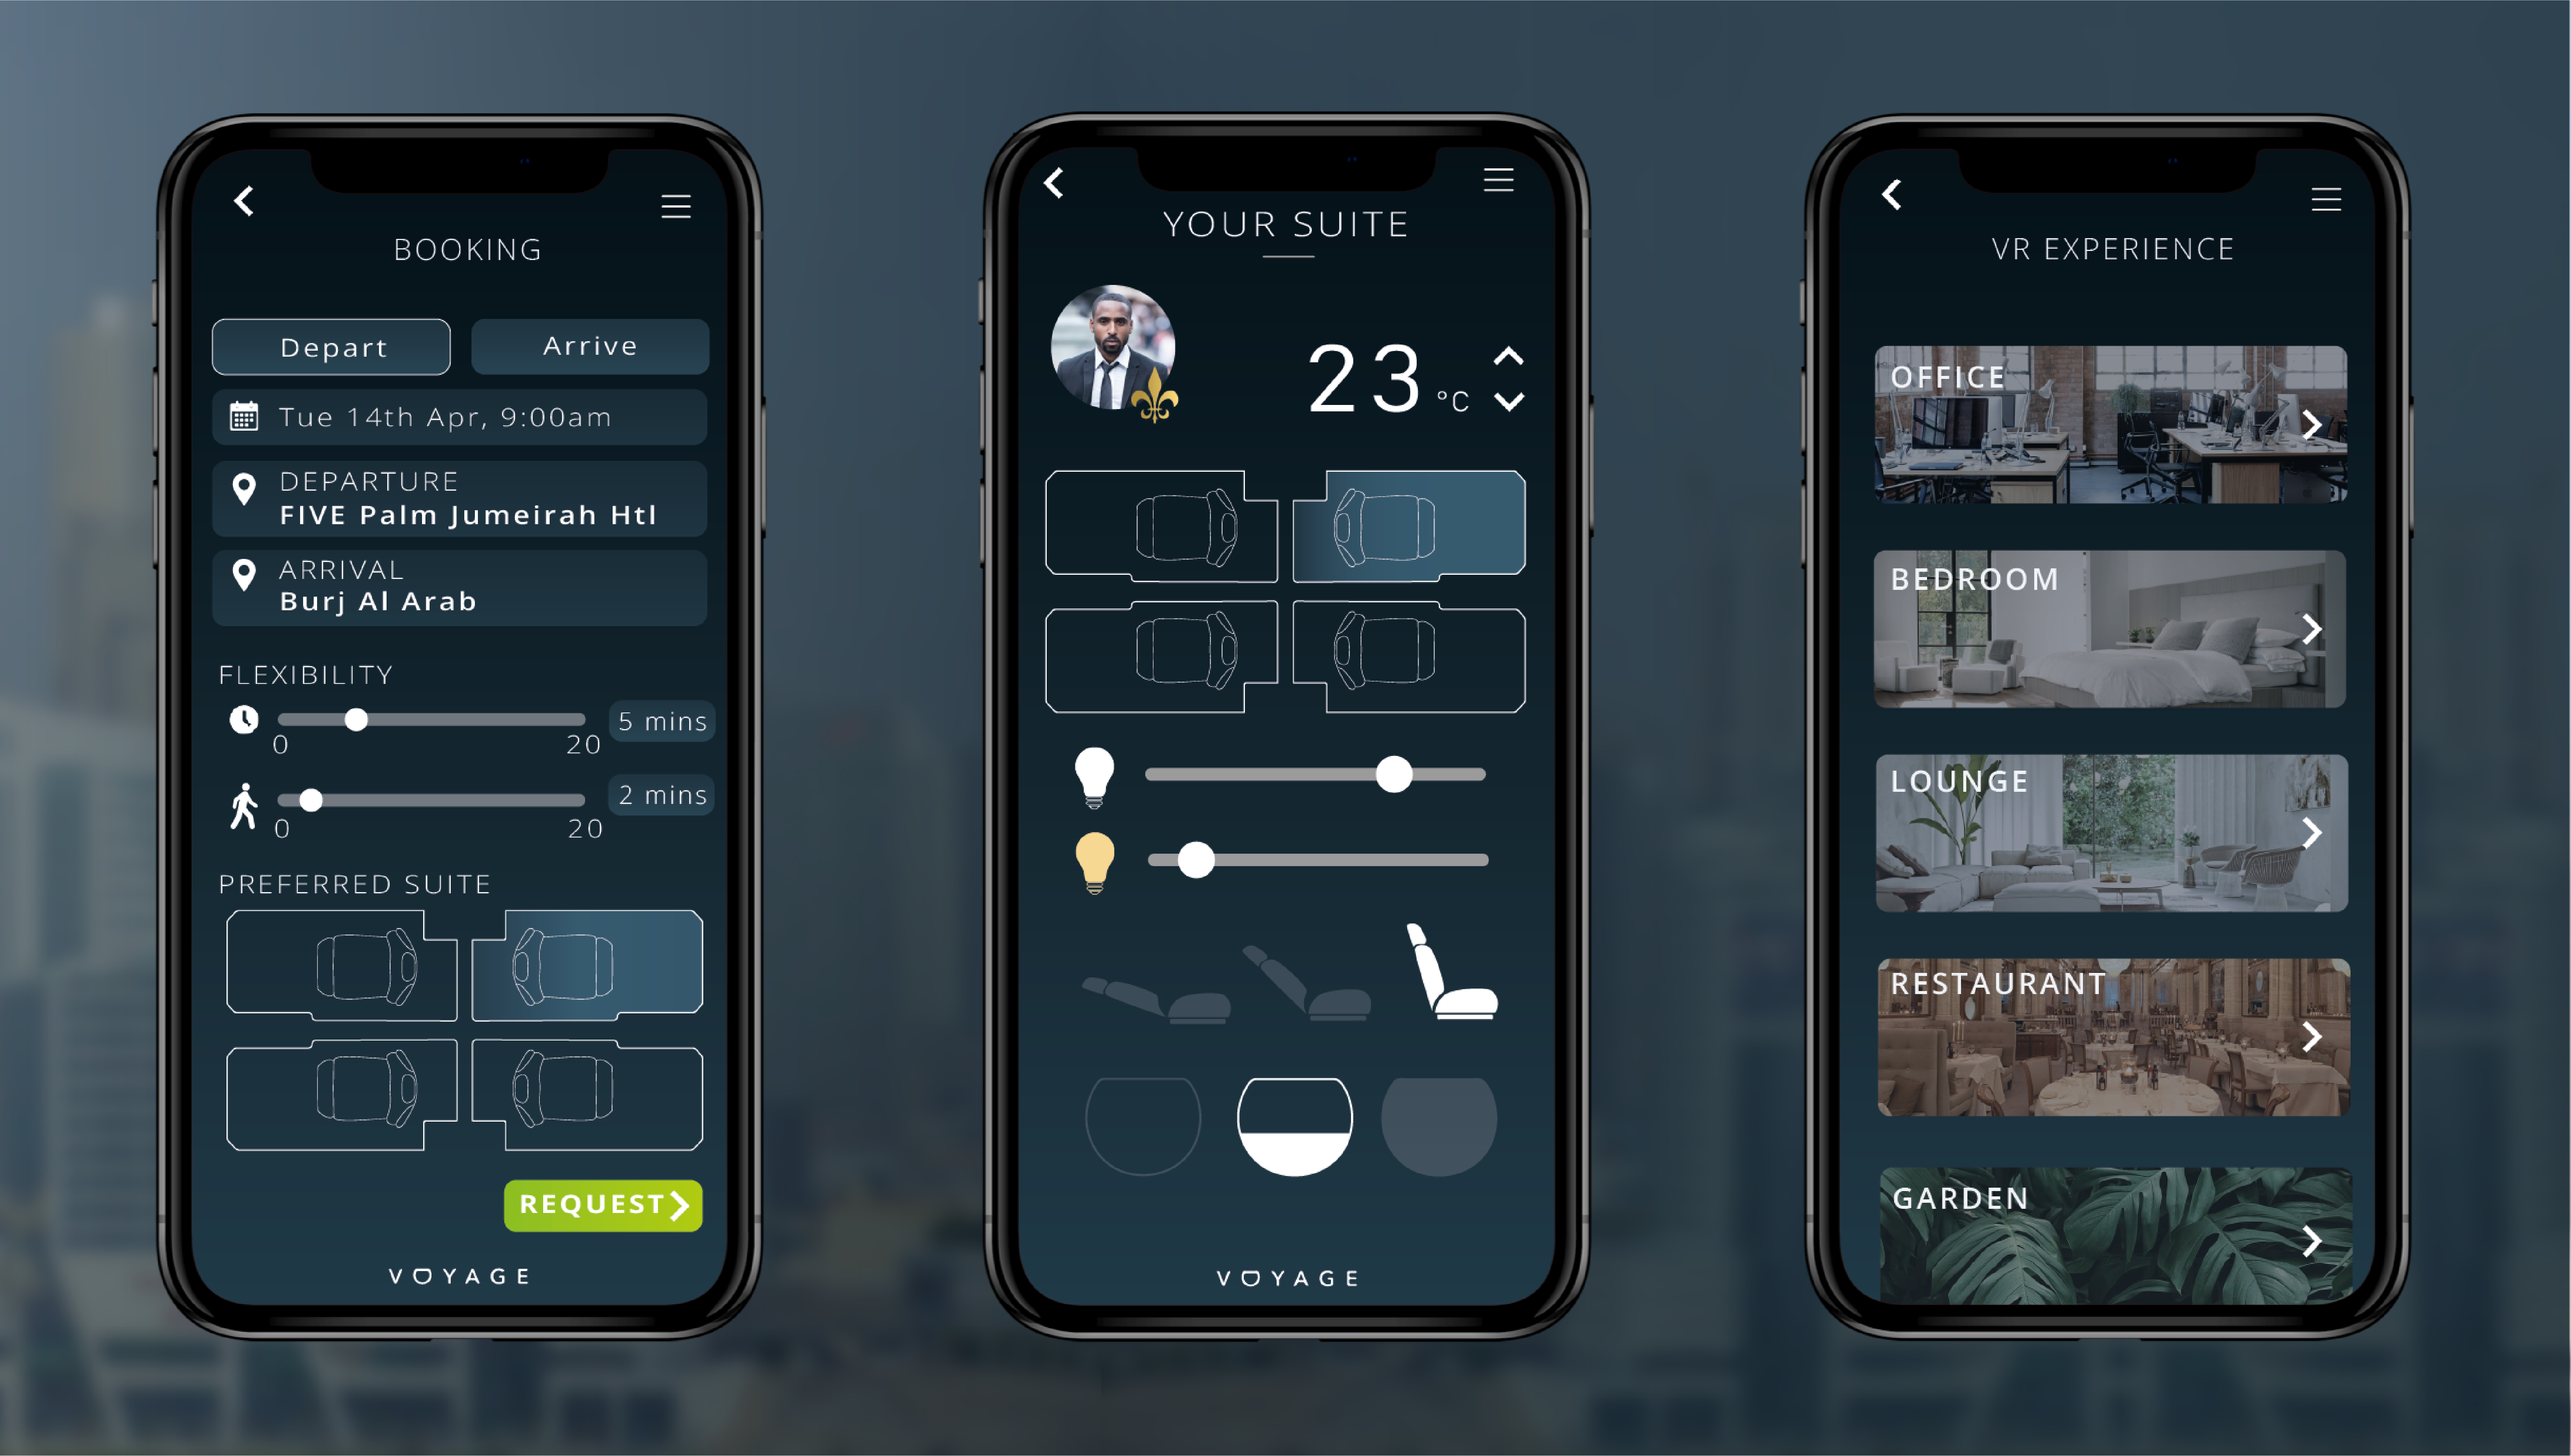 BOOKING
Depart
Arrive
Tue 14th Apr, 9:00am
DEPARTURE
FIVE Palm Jumeirah Htl
ARRIVAL
Burj Al Arab
FLEXIBILITY
5 mins
0
20
2 mins
0
20
PREFERRED SUITE
REQUEST
VOYAGE
YOUR SUITE
23 °C
VOYAGE
VR EXPERIENCE
OFFICE
BEDROOM
LOUNGE
RESTAURANT
GARDEN